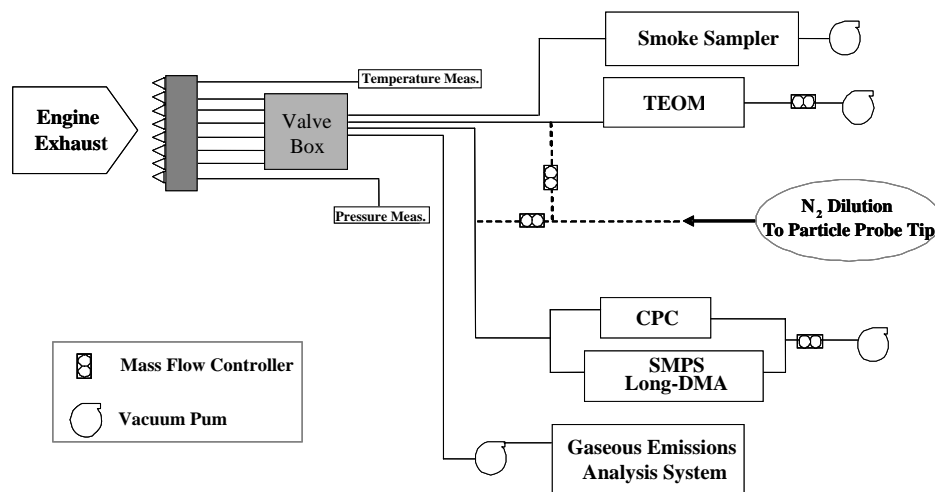 Smoke Sampler
Temperature Meas.
TEOM
Engine
Exhaust
Valve
Box
Pressure Meas.
N2 Dilution
To Particle Probe Tip
CPC
SMPS
Long-DMA
Mass Flow Controller
Vacuum Pum
Gaseous Emissions
Analysis System